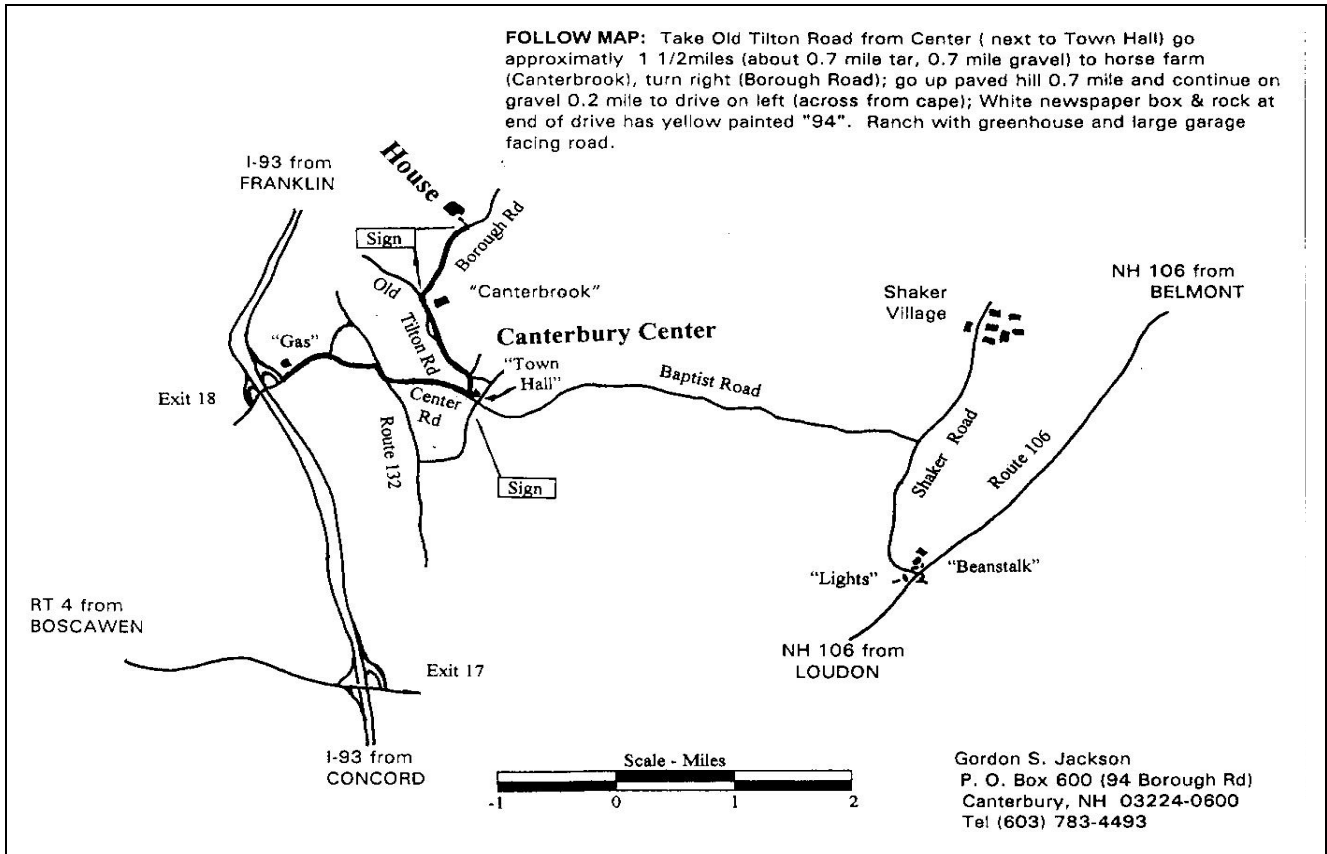 FOLLOW MAP: Take Old Tilton Road from Center ( next to Town Hall) go
approximatly 1 1/2miles (about 0.7 mile tar, 0.7 mile gravel) to horse farm
(Canterbrook), turn right (Borough Road); go up paved hill 0.7 mile and continue on
gravel 0.2 mile to drive on left (across from cape); White newspaper box & rock at
end of drive has yellow painted "94". Ranch with greenhouse and large garage
facing road.
I-93 from
FRANKLIN
House
Sign
Borough Rd
Old
Tilton Rd
"Canterbrook"
Canterbury Center
"Gas"
"Town
Hall"
Center
Rd
Exit 18
Route 132
Sign
Baptist Road
Shaker
Village
NH 106 from
BELMONT
Shaker Road
Route 106
"Lights"
"Beanstalk"
NH 106 from
LOUDON
RT 4 from
BOSCAWEN
Exit 17
I-93 from
CONCORD
Scale - Miles
-1 0 1 2
Gordon S. Jackson
P. O. Box 600 (94 Borough Rd)
Canterbury, NH 03224-0600
Tel (603) 783-4493